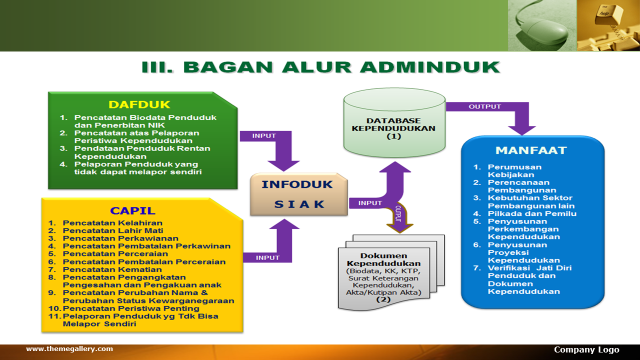 III. BAGAN ALUR ADMINDUK
DAFDUK
1. Pencatatan Biodata Penduduk
dan Penerbitan NIK
2. Pencatatan atas Pelaporan
Peristiwa Kependudukan
3. Pendataan Penduduk Rentan
Kependudukan
4. Pelaporan Penduduk yang
tidak dapat melapor sendiri
CAPIL
1. Pencatatan Kelahiran
2. Pencatatan Lahir Mati
3. Pencatatan Perkawianan
4. Pencatatan Pembatalan Perkawinan
5. Pencatatan Perceraian
6. Pencatatan Pembatalan Perceraian
7. Pencatatan Kematian
8. Pencatatan Pengangkatan
Pengesahan dan Pengakuan anak
9. Pencatatan Perubahan Nama &
Perubahan Status Kewarganegaraan
10. Pencatatan Peristiwa Penting
11. Pelaporan Penduduk yg Tdk Bisa
Melapor Sendiri
INPUT
INPUT
INFODUK
S I A K
INPUT
OUTPUT
DATABASE
KEPENDUDUKAN
(1)
Dokumen
Kependudukan
(Biodata, KK, KTP,
Surat Keterangan
Kependudukan,
Akta/Kutipan Akta)
(2)
OUTPUT
MANFAAT
1. Perumusan
Kebijakan
2. Perencanaan
Pembangunan
3. Kebutuhan Sektor
Pembangunan lain
4. Pilkada dan Pemilu
5. Penyusunan
Perkembangan
Kependudukan
6. Penyusunan
Proyeksi
Kependudukan
7. Verifikasi Jati Diri
Penduduk dan
Dokumen
Kependudukan
www.themegallery.com
Company Logo